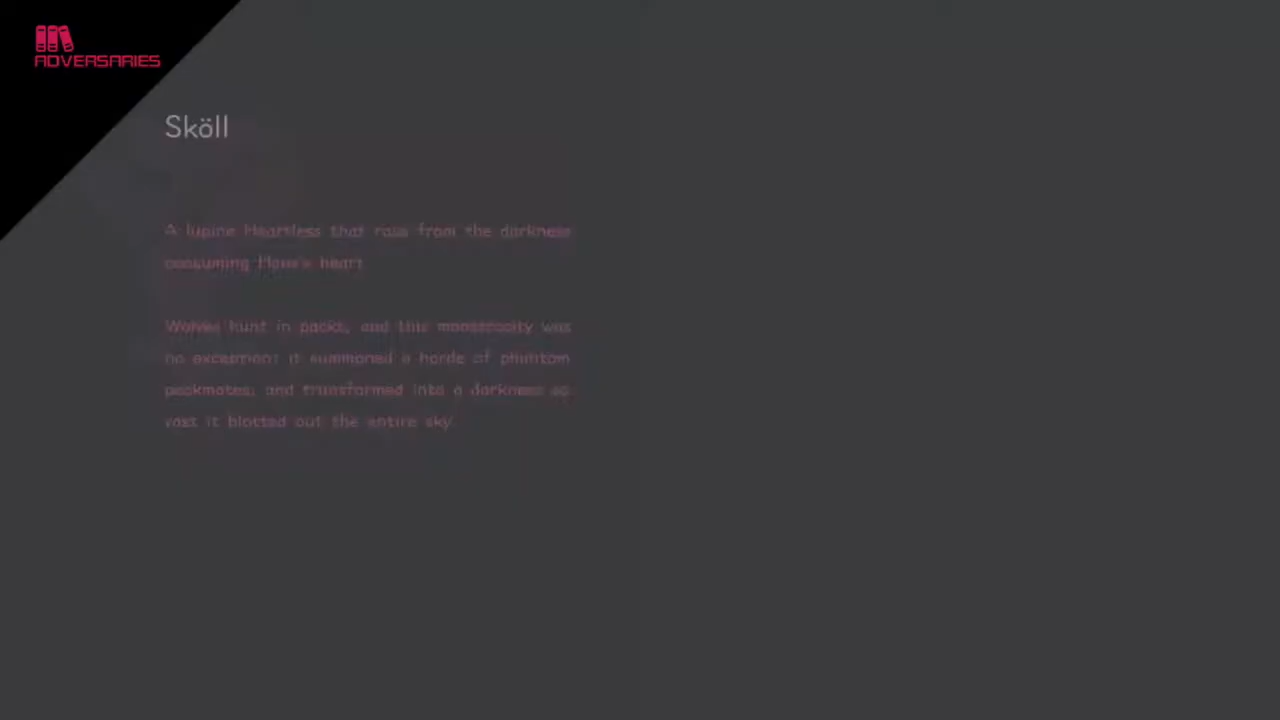 ADVERSARIES
Sköll
A lupine Heartless that rose from the darkness
consuming Hans's heart
Wolves hunt in packs, and this monstrosity was
no exception: it summoned a horde of phantom
packmates, and transformed into a darkness so
vast it blotted out the entire sky.